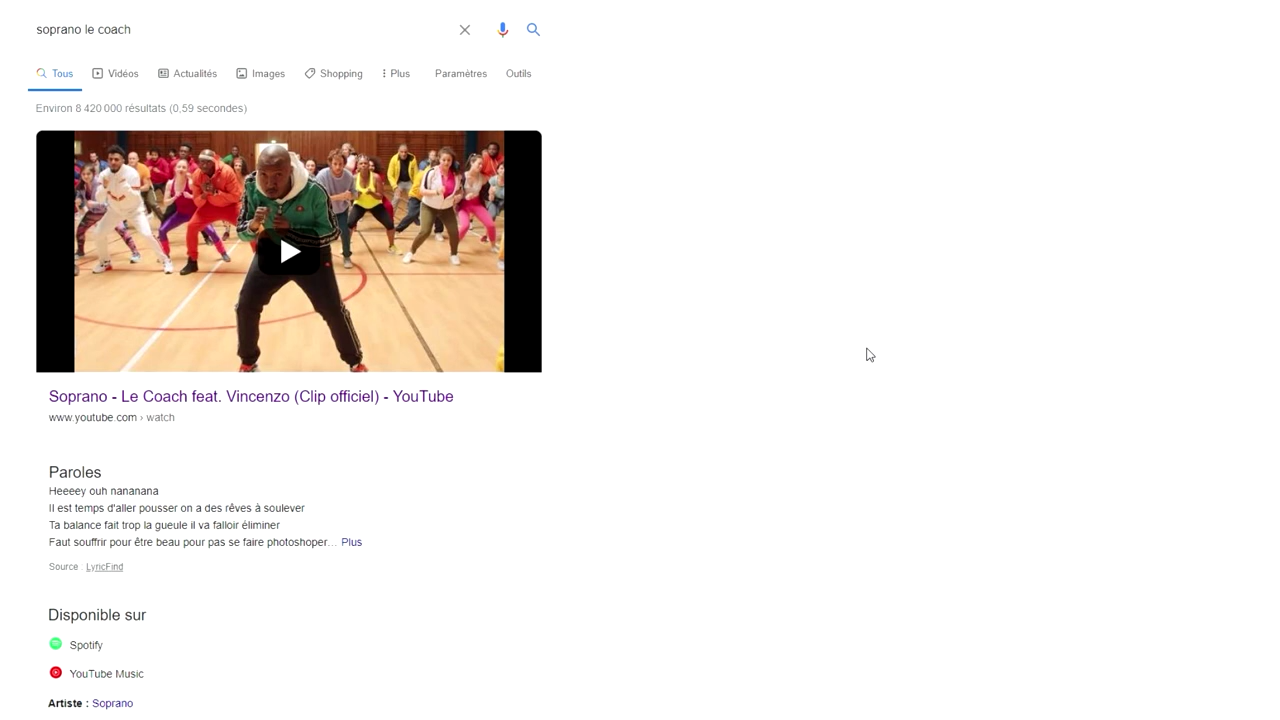 soprano le coach
Tous Vidéos Actualités Images Shopping Plus Paramètres Outils
Environ 8 420 000 résultats (0,59 secondes)
Soprano - Le Coach feat. Vincenzo (Clip officiel) - YouTube
www.youtube.com › watch
Paroles
Heeeey ouh nananana
Il est temps d'aller pousser on a des rêves à soulever
Ta balance fait trop la gueule il va falloir éliminer
Faut souffrir pour être beau pour pas se faire photoshoper... Plus
Source : LyricFind
Disponible sur
Spotify
YouTube Music
Artiste : Soprano